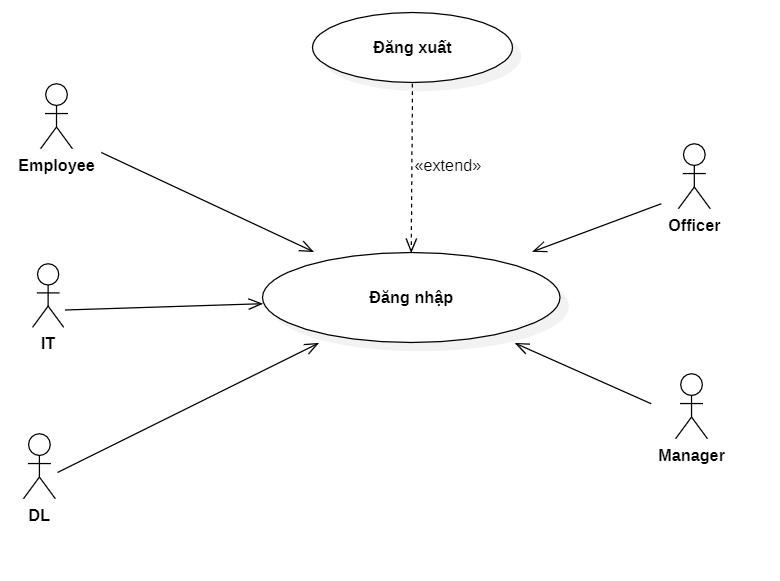 Đăng xuất
Employee
«extend»
Officer
Đăng nhập
IT
Manager
DL